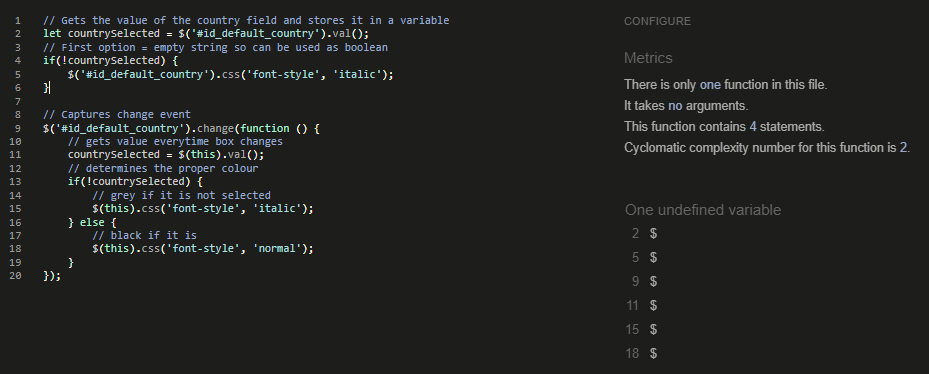 1 // Gets the value of the country field and stores it in a variable
2 let countrySelected = $('#id_default_country').val();
3 // First option = empty string so can be used as boolean
4 if(!countrySelected) {
5 $('#id_default_country').css('font-style', 'italic');
6 }
7
8 // Captures change event
9 $('#id_default_country').change(function () {
10 // gets value everytime box changes
11 countrySelected = $(this).val();
12 // determines the proper colour
13 if(!countrySelected) {
14 // grey if it is not selected
15 $(this).css('font-style', 'italic');
16 } else {
17 // black if it is
18 $(this).css('font-style', 'normal');
19 }
20 });
CONFIGURE
Metrics
There is only one function in this file.
It takes no arguments.
This function contains 4 statements.
Cyclomatic complexity number for this function is 2.
One undefined variable
2 $
5 $
9 $
11 $
15 $
18 $